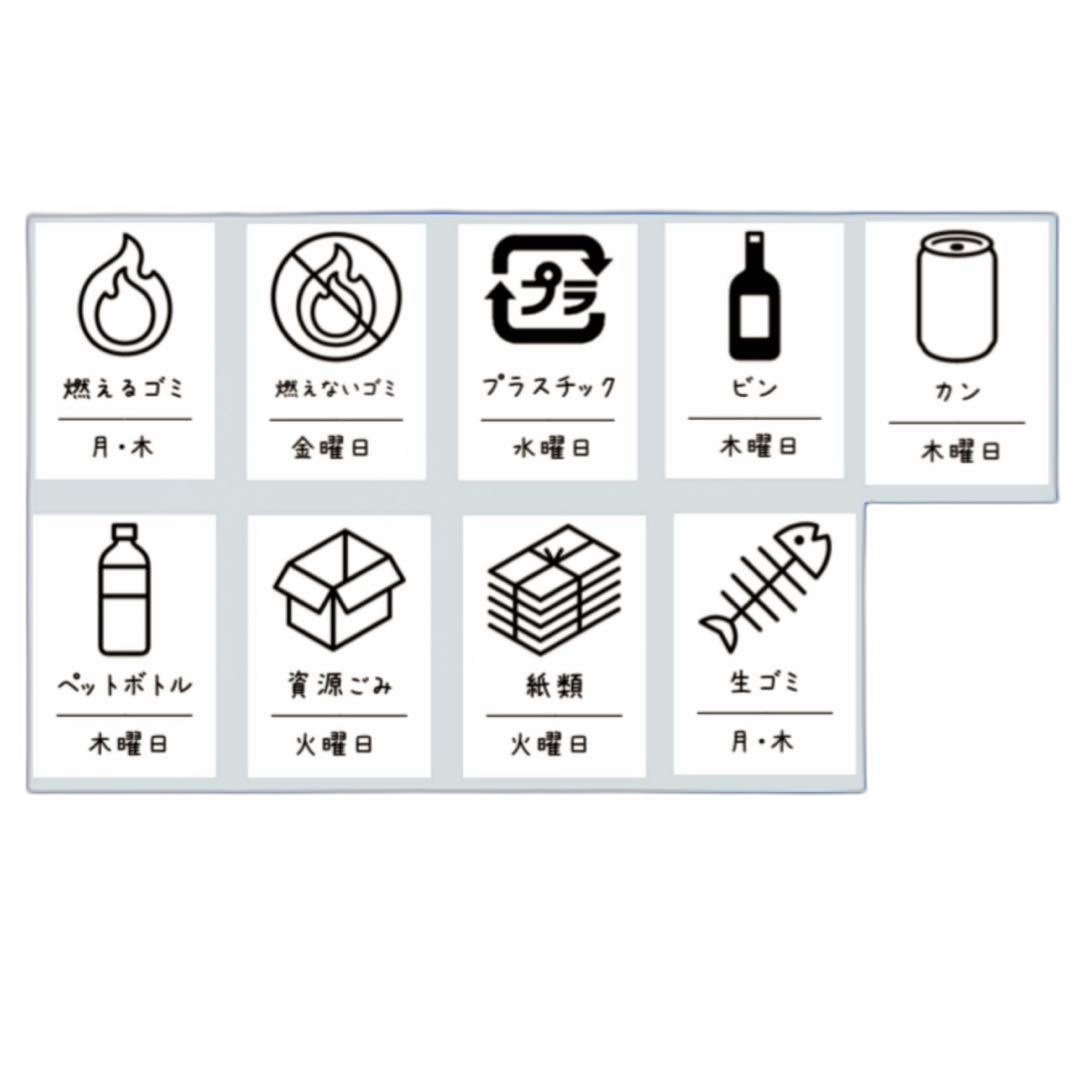 プラ
燃えるゴミ
月・木
燃えないゴミ
金曜日
プラスチック
水曜日
ビン
木曜日
カン
木曜日
ペットボトル
木曜日
資源ごみ
火曜日
紙類
火曜日
生ゴミ
月・木